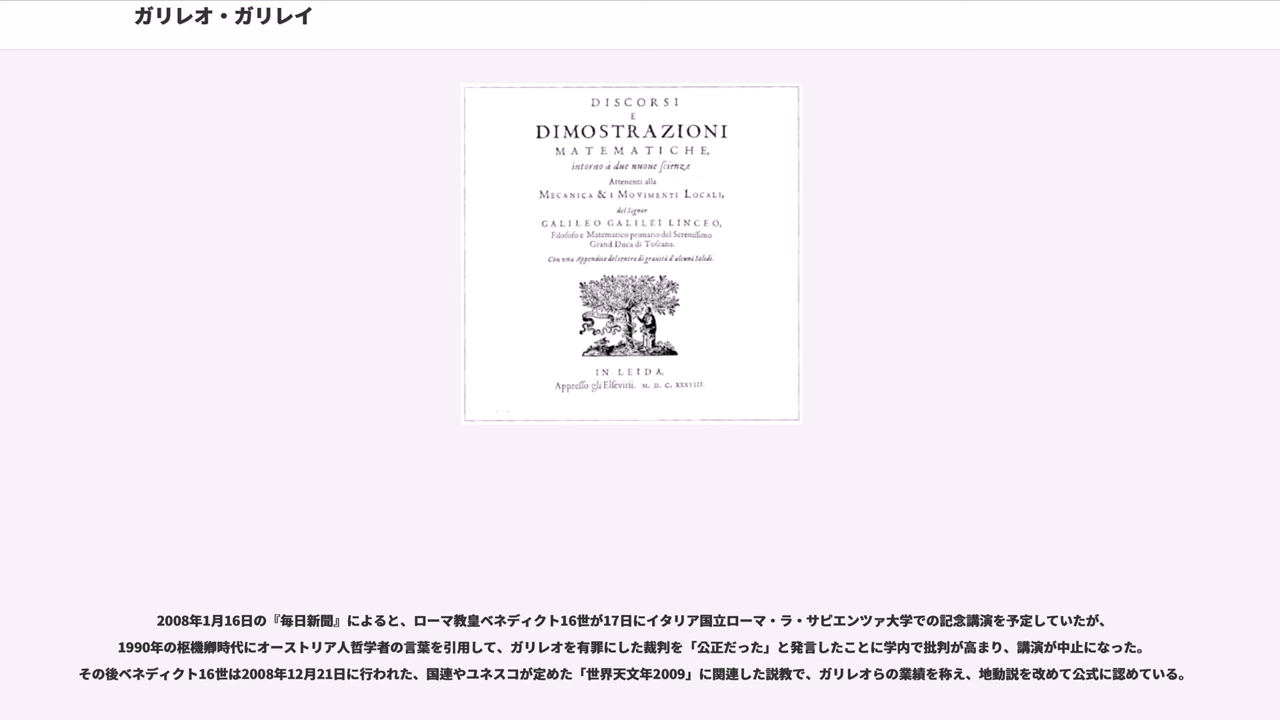 ガリレオ・ガリレイ
DISCORSI
E
DIMOSTRAZIONI
MATEMATICHE,
intorno à due nuoue ſcienze
Attenenti alla
MECANICA & i MOVIMENTI LOCALI,
del Signor
GALILEO GALILEI LINCEO,
Filoſofo e Matematico primario del Sereniſſimo
Grand Duca di Toſcana.
Con vna Appendice del centro di grauità d'alcuni Solidi.
IN LEIDA,
Appreſſo gli Elſevirii. M. D. C. XXXVIII.
2008年1月16日の『毎日新聞』によると、ローマ教皇ベネディクト16世が17日にイタリア国立ローマ・ラ・サピエンツァ大学での記念講演を予定していたが、
1990年の枢機卿時代にオーストリア人哲学者の言葉を引用して、ガリレオを有罪にした裁判を「公正だった」と発言したことに学内で批判が高まり、講演が中止になった。
その後ベネディクト16世は2008年12月21日に行われた、国連やユネスコが定めた「世界天文年2009」に関連した説教で、ガリレオらの業績を称え、地動説を改めて公式に認めている。